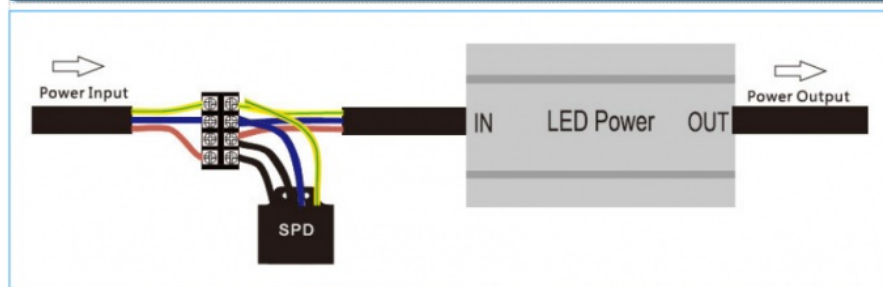 Power Input
Power Output
IN LED Power OUT
SPD